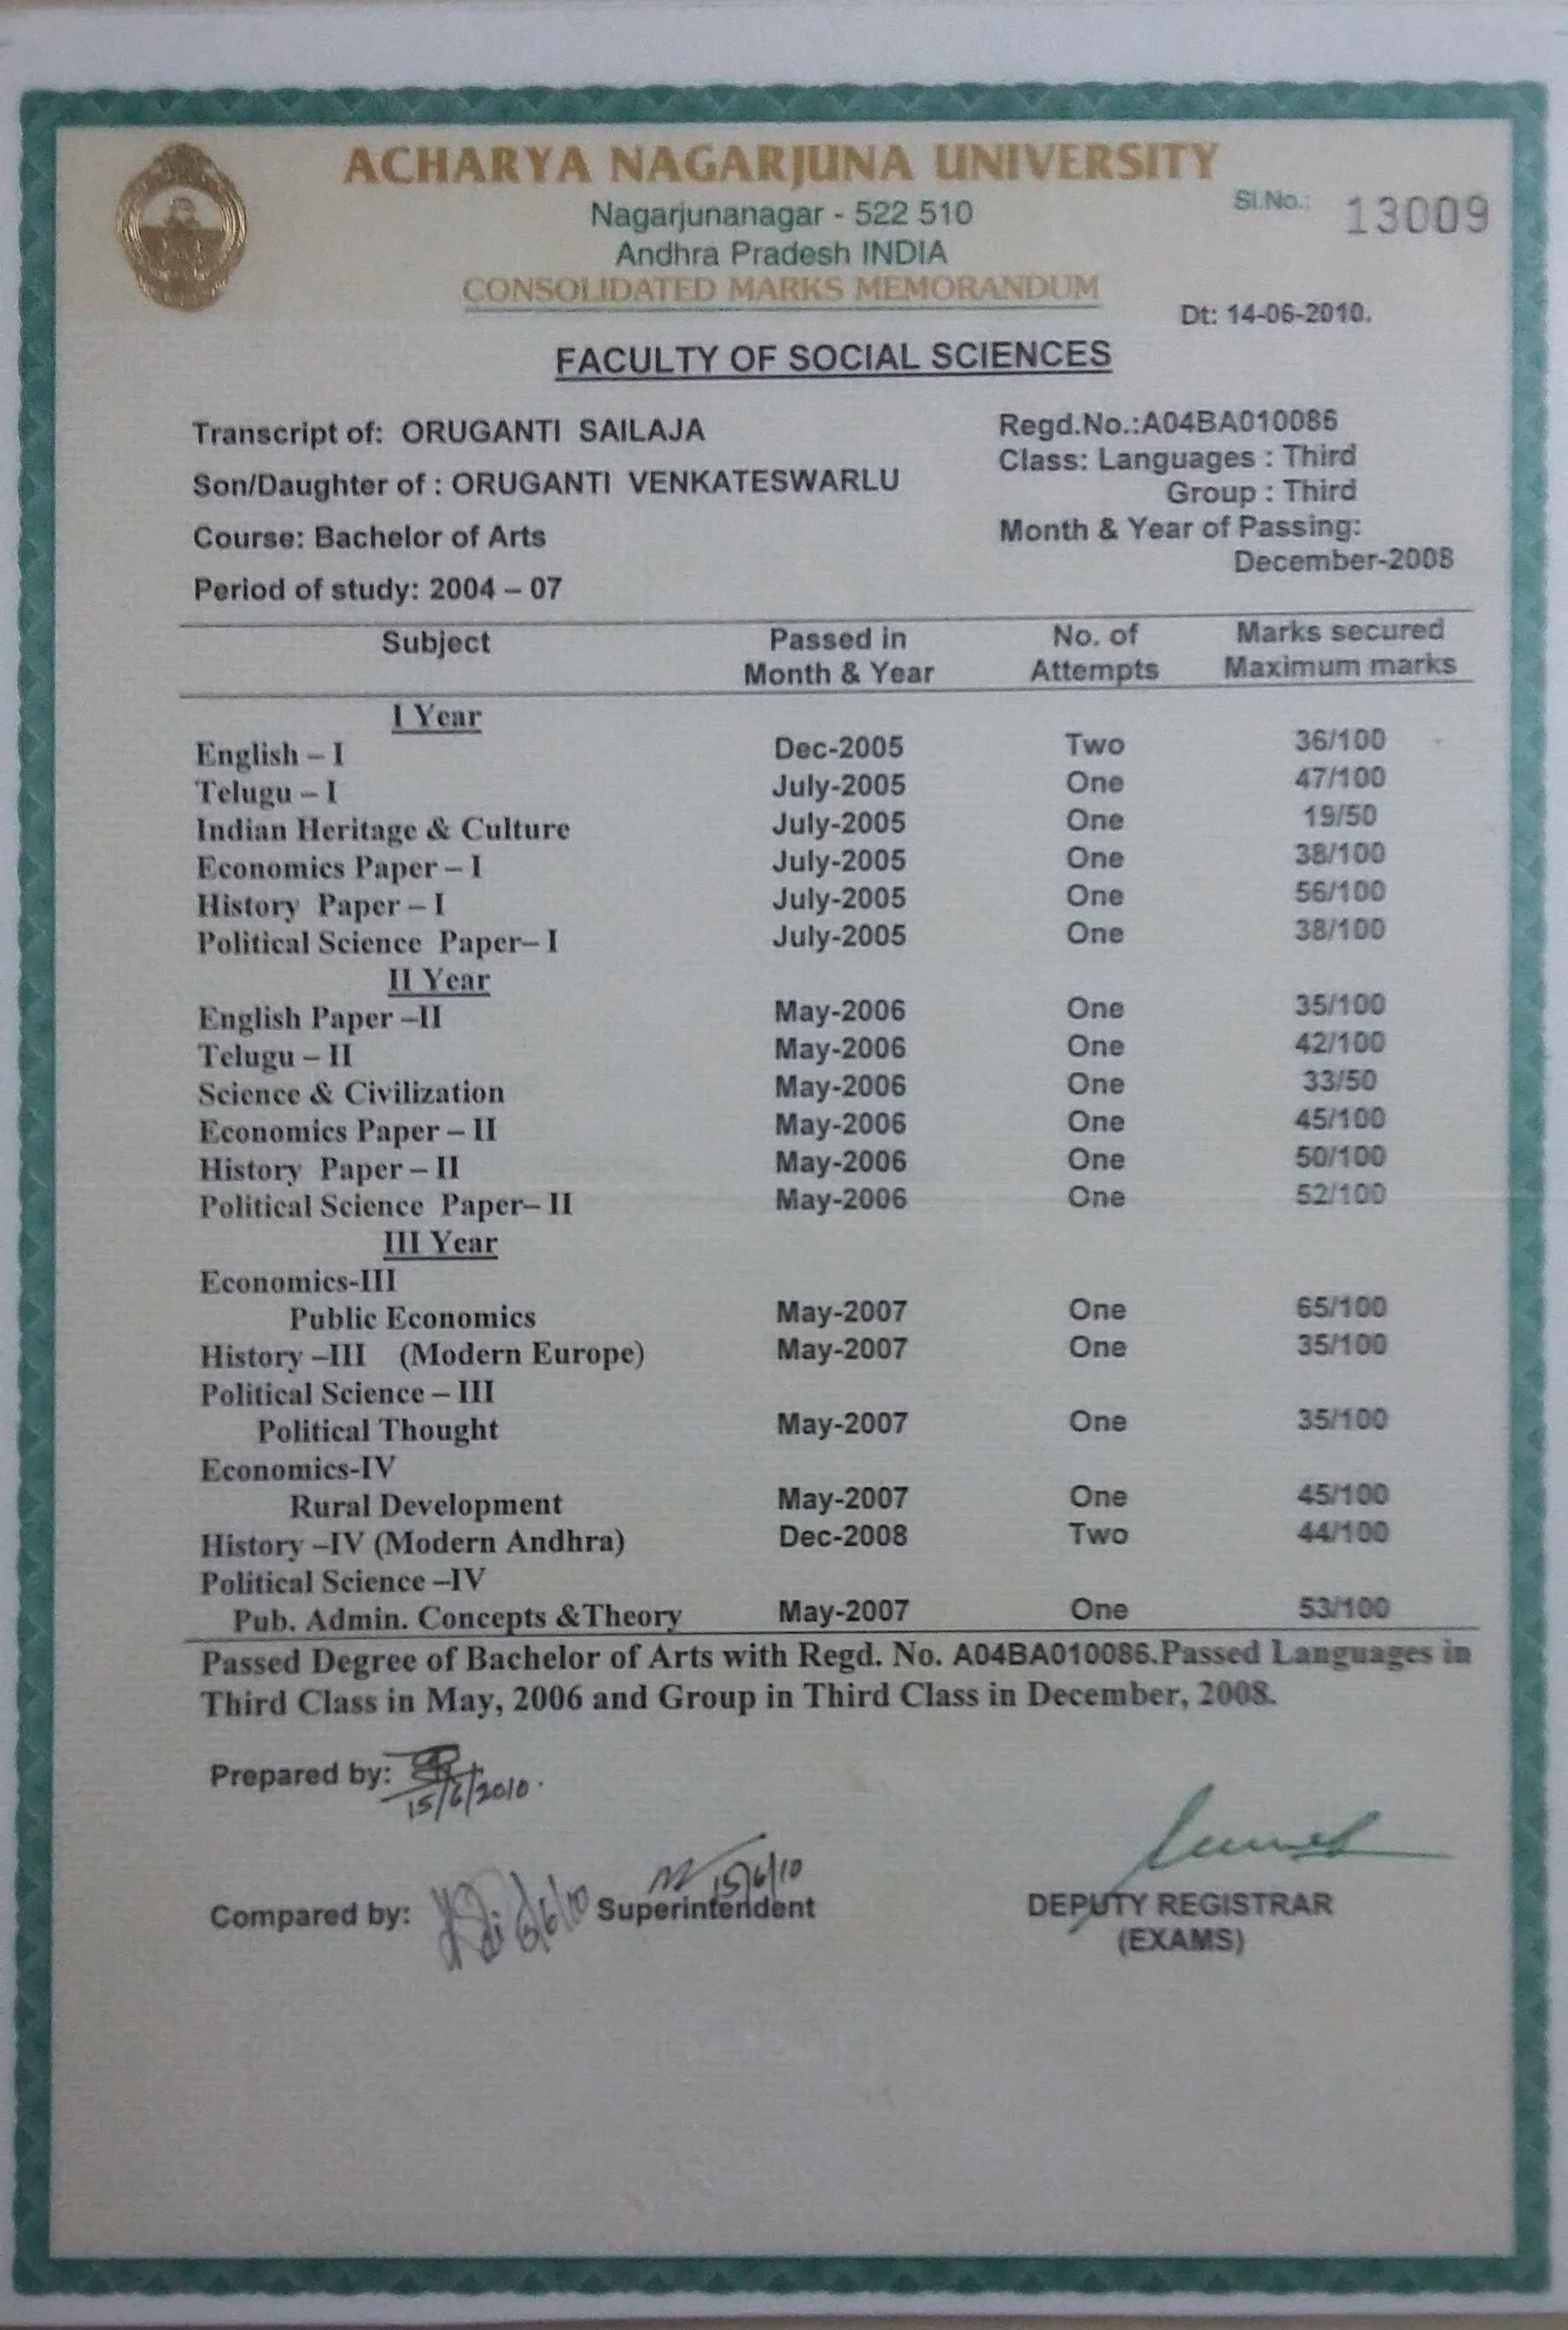 ACHARYA NAGARJUNA UNIVERSITY
Nagarjunanagar - 522 510
Sl.No.: 13009
Andhra Pradesh INDIA
CONSOLIDATED MARKS MEMORANDUM
Dt: 14-06-2010.
FACULTY OF SOCIAL SCIENCES
Transcript of: ORUGANTI SAILAJA
Regd.No.:A04BA010086
Class: Languages : Third
Son/Daughter of : ORUGANTI VENKATESWARLU
Group : Third
Course: Bachelor of Arts
Month & Year of Passing:
December-2008
Period of study: 2004 – 07
Subject Passed in No. of Marks secured
Month & Year Attempts Maximum marks
I Year
English – I Dec-2005 Two 36/100
Telugu – I July-2005 One 47/100
Indian Heritage & Culture July-2005 One 19/50
Economics Paper – I July-2005 One 38/100
History Paper – I July-2005 One 56/100
Political Science Paper– I July-2005 One 38/100
II Year
English Paper –II May-2006 One 35/100
Telugu – II May-2006 One 42/100
Science & Civilization May-2006 One 33/50
Economics Paper – II May-2006 One 45/100
History Paper – II May-2006 One 50/100
Political Science Paper– II May-2006 One 52/100
III Year
Economics-III
Public Economics May-2007 One 65/100
History –III (Modern Europe) May-2007 One 35/100
Political Science – III
Political Thought May-2007 One 35/100
Economics-IV
Rural Development May-2007 One 45/100
History –IV (Modern Andhra) Dec-2008 Two 44/100
Political Science –IV
Pub. Admin. Concepts &Theory May-2007 One 53/100
Passed Degree of Bachelor of Arts with Regd. No. A04BA010086.Passed Languages in
Third Class in May, 2006 and Group in Third Class in December, 2008.
Prepared by:
15/6/2010.
15/6/10
Compared by: Superintendent DEPUTY REGISTRAR
(EXAMS)